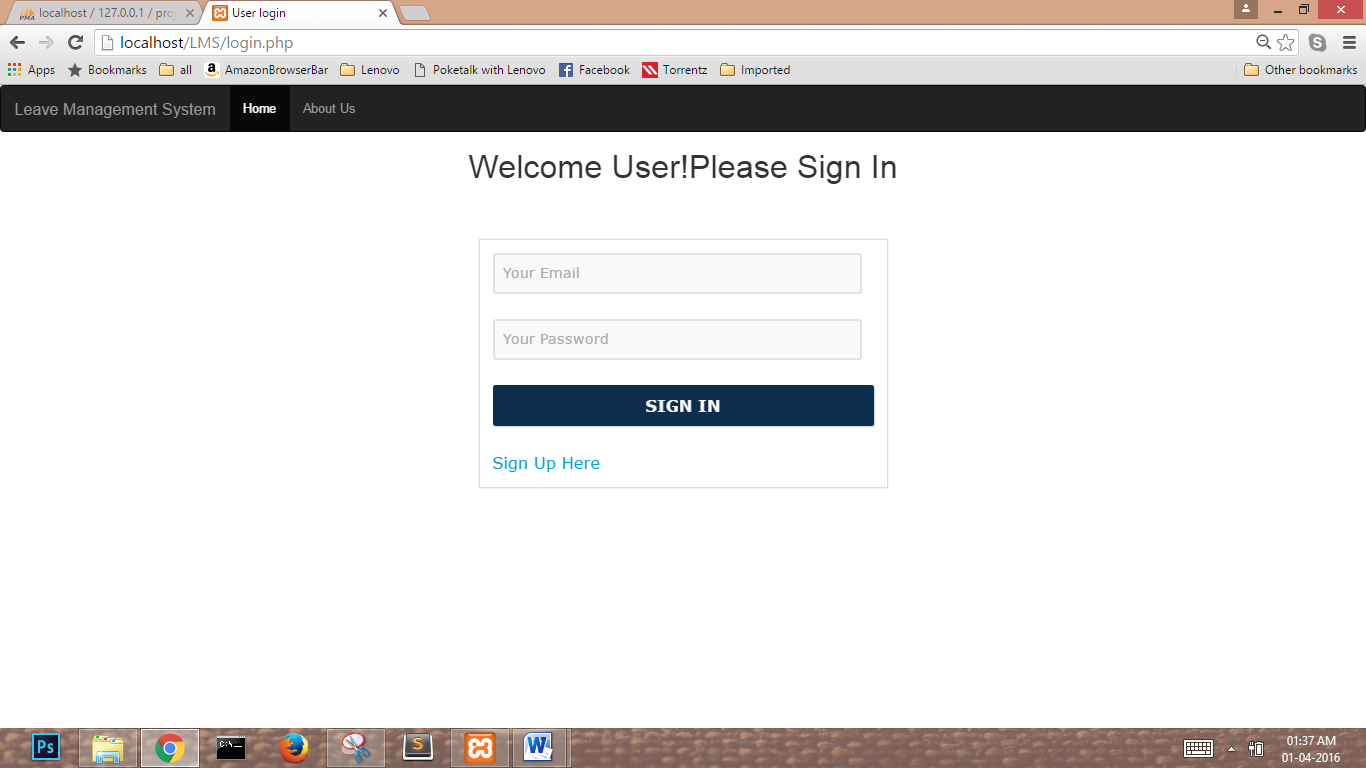 localhost / 127.0.0.1 / proj
User login
localhost/LMS/login.php
Apps Bookmarks all AmazonBrowserBar Lenovo Poketalk with Lenovo Facebook Torrentz Imported Other bookmarks
Leave Management System Home About Us
Welcome User!Please Sign In
Your Email
Your Password
SIGN IN
Sign Up Here
01:37 AM
01-04-2016